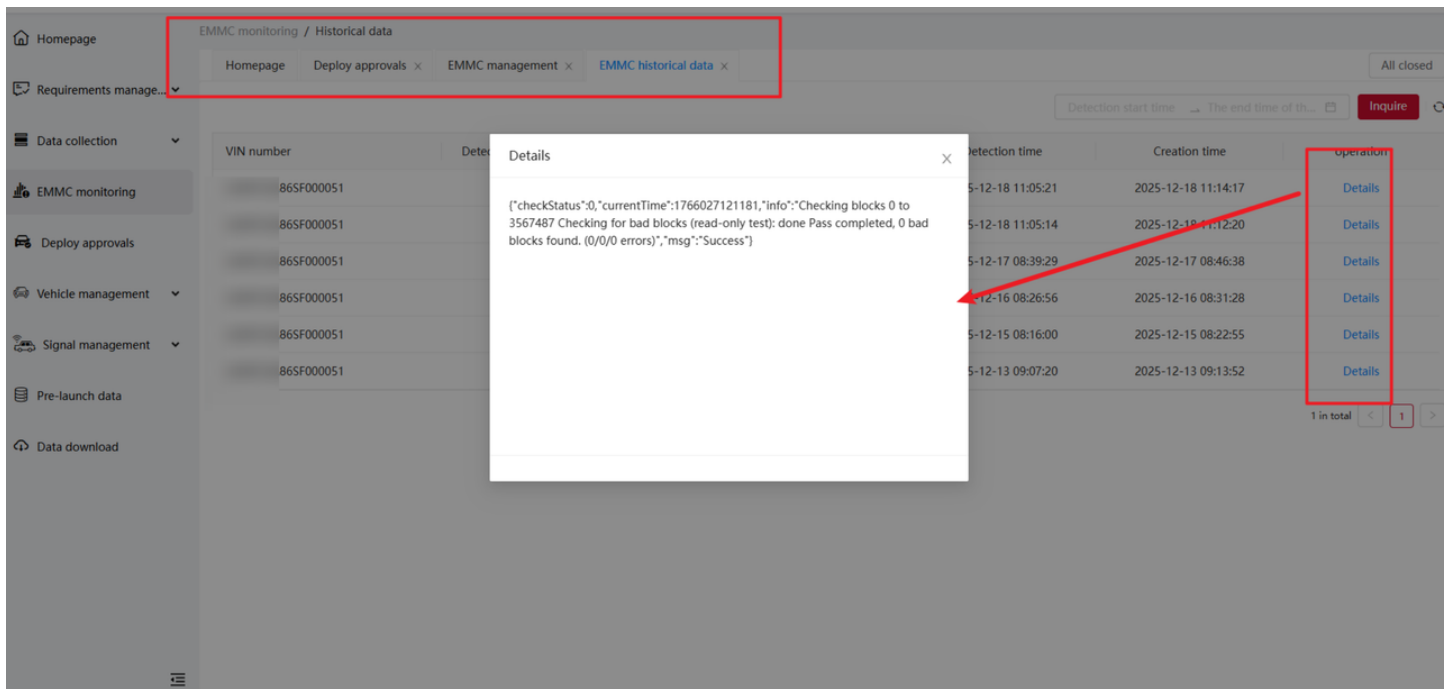 Homepage
Requirements manage...
Data collection
EMMC monitoring
Deploy approvals
Vehicle management
Signal management
Pre-launch data
Data download
EMMC monitoring / Historical data
Homepage Deploy approvals × EMMC management × EMMC historical data ×
All closed
Detection start time The end time of th... Inquire
VIN number Detec Detection time Creation time operation
86SF000051 5-12-18 11:05:21 2025-12-18 11:14:17 Details
86SF000051 5-12-18 11:05:14 2025-12-18 11:12:20 Details
86SF000051 5-12-17 08:39:29 2025-12-17 08:46:38 Details
86SF000051 5-12-16 08:26:56 2025-12-16 08:31:28 Details
86SF000051 5-12-15 08:16:00 2025-12-15 08:22:55 Details
86SF000051 5-12-13 09:07:20 2025-12-13 09:13:52 Details
1 in total < 1 >
Details ×
{"checkStatus":0,"currentTime":1766027121181,"info":"Checking blocks 0 to
3567487 Checking for bad blocks (read-only test): done Pass completed, 0 bad
blocks found. (0/0/0 errors)","msg":"Success"}